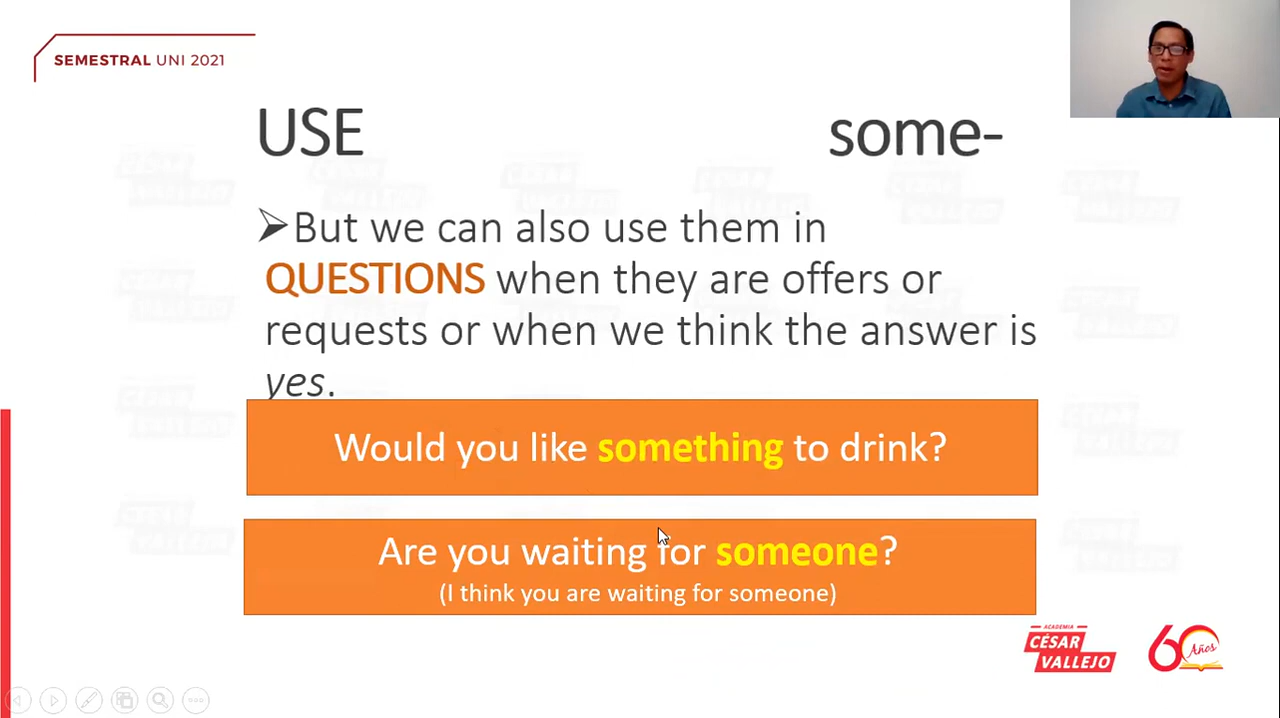 SEMESTRAL UNI 2021
USE some-
➢But we can also use them in
QUESTIONS when they are offers or
requests or when we think the answer is
yes.
Would you like something to drink?
Are you waiting for someone?
(I think you are waiting for someone)
ACADEMIA
CÉSAR
VALLEJO
60 Años